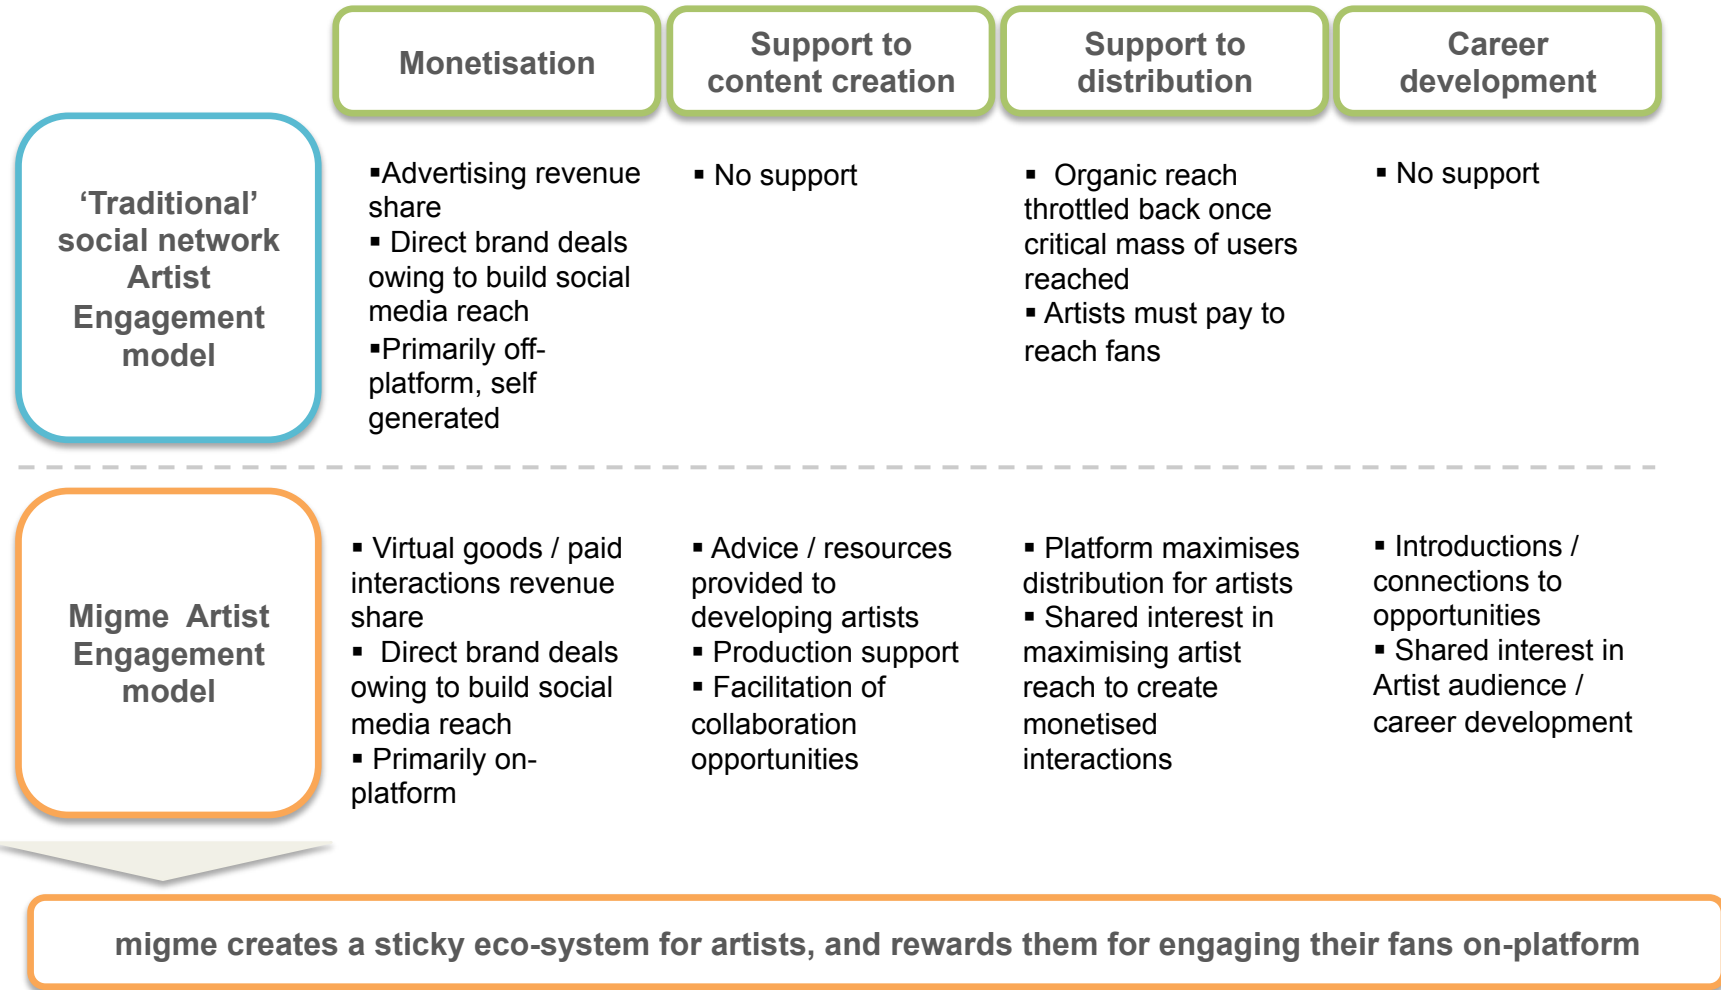 Monetisation
Support to
content creation
Support to
distribution
Career
development
‘Traditional’
social network
Artist
Engagement
model
▪Advertising revenue
share
▪ Direct brand deals
owing to build social
media reach
▪Primarily off-
platform, self
generated
▪ No support
▪ Organic reach
throttled back once
critical mass of users
reached
▪ Artists must pay to
reach fans
▪ No support
Migme Artist
Engagement
model
▪ Virtual goods / paid
interactions revenue
share
▪ Direct brand deals
owing to build social
media reach
▪ Primarily on-
platform
▪ Advice / resources
provided to
developing artists
▪ Production support
▪ Facilitation of
collaboration
opportunities
▪ Platform maximises
distribution for artists
▪ Shared interest in
maximising artist
reach to create
monetised
interactions
▪ Introductions /
connections to
opportunities
▪ Shared interest in
Artist audience /
career development
migme creates a sticky eco-system for artists, and rewards them for engaging their fans on-platform